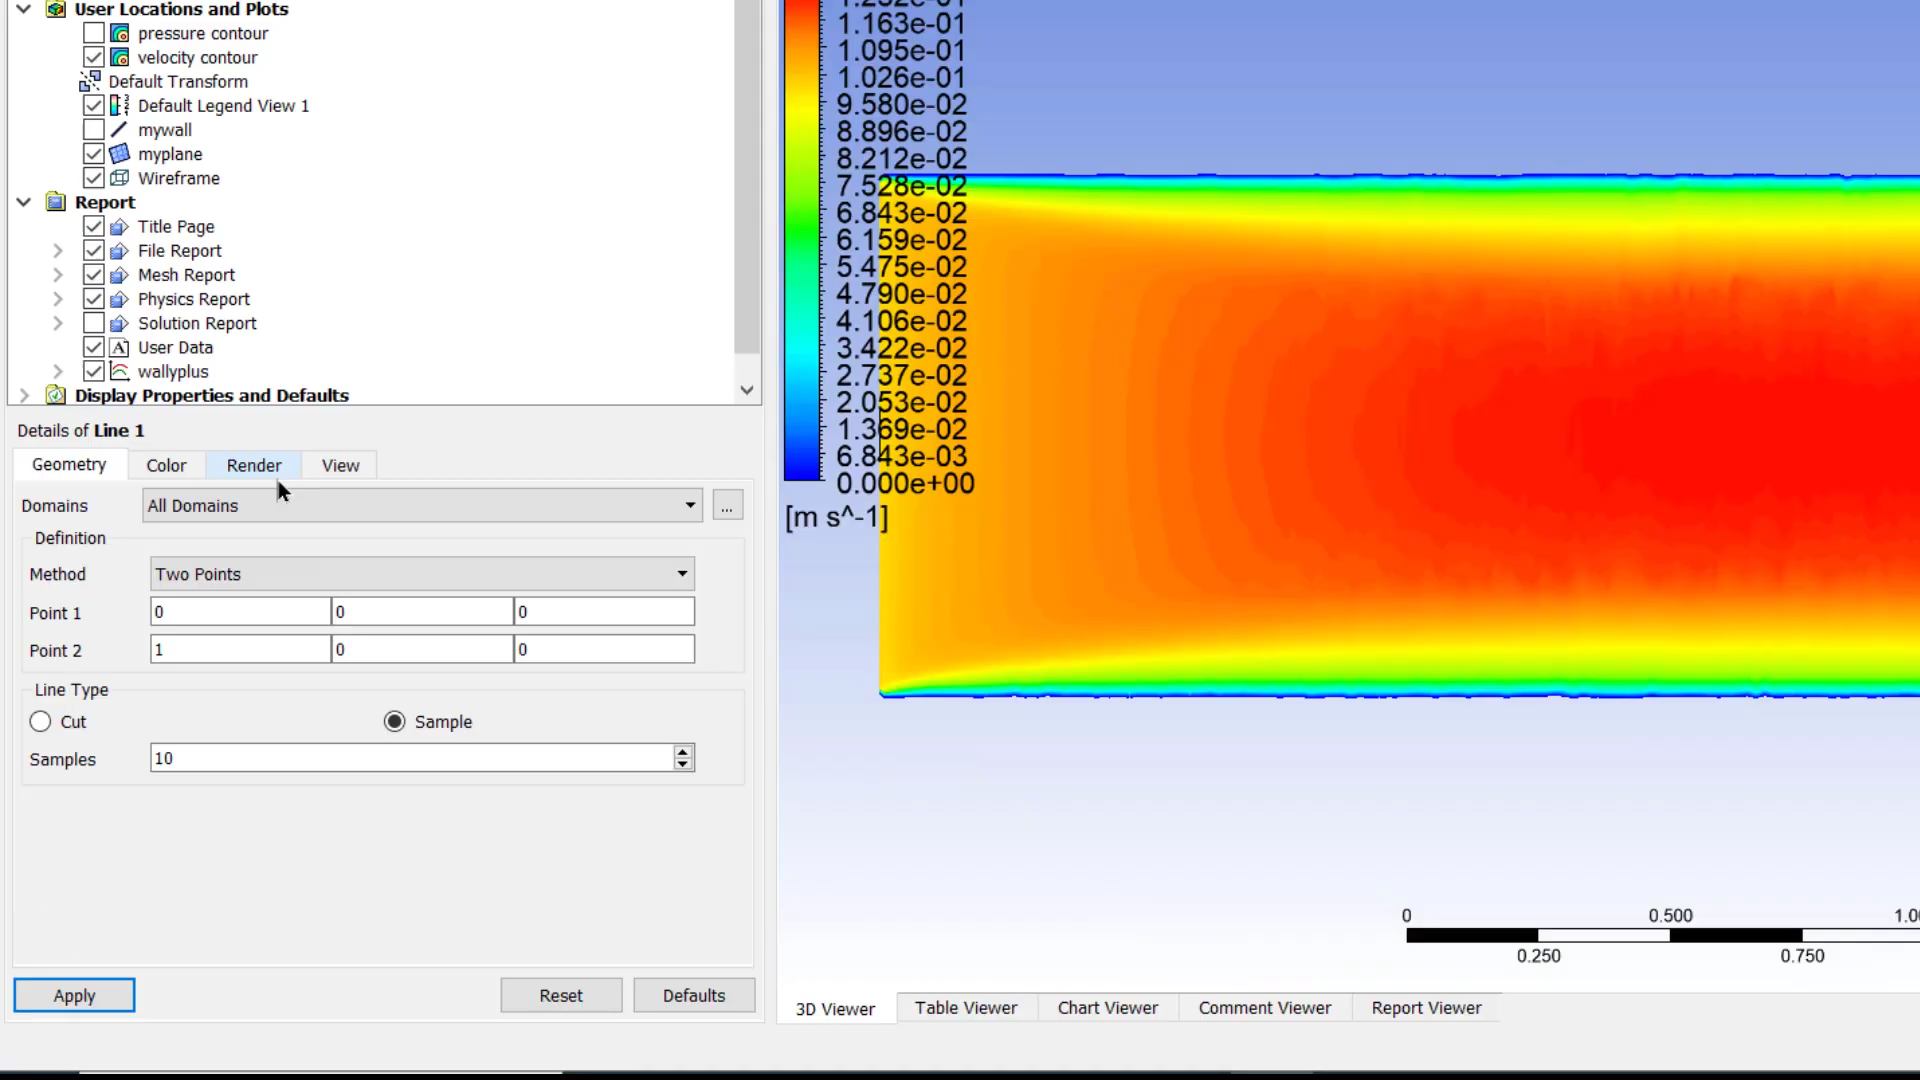 User Locations and Plots
pressure contour
velocity contour
Default Transform
Default Legend View 1
mywall
myplane
Wireframe
Report
Title Page
File Report
Mesh Report
Physics Report
Solution Report
User Data
wallyplus
Display Properties and Defaults
Details of Line 1
Geometry Color Render View
Domains All Domains ...
Definition
Method Two Points
Point 1 0 0 0
Point 2 1 0 0
Line Type
Cut Sample
Samples 10
Apply Reset Defaults
1.232e-01
1.163e-01
1.095e-01
1.026e-01
9.580e-02
8.896e-02
8.212e-02
7.528e-02
6.843e-02
6.159e-02
5.475e-02
4.790e-02
4.106e-02
3.422e-02
2.737e-02
2.053e-02
1.369e-02
6.843e-03
0.000e+00
[m s^-1]
0 0.500 1.00
0.250 0.750
3D Viewer Table Viewer Chart Viewer Comment Viewer Report Viewer